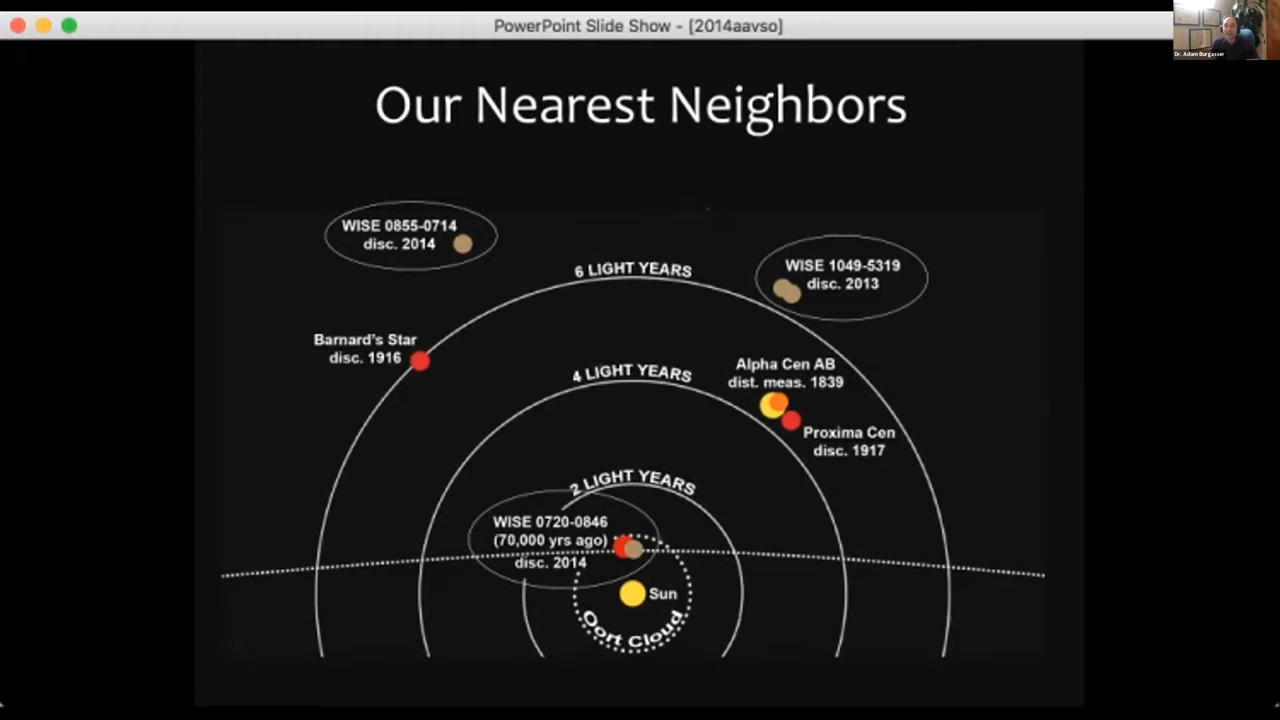 PowerPoint Slide Show - [2014aavso]
Dr. Adam Burgasser
Our Nearest Neighbors
WISE 0855-0714
disc. 2014
6 LIGHT YEARS
WISE 1049-5319
disc. 2013
Barnard's Star
disc. 1916
4 LIGHT YEARS
Alpha Cen AB
dist. meas. 1839
Proxima Cen
disc. 1917
2 LIGHT YEARS
WISE 0720-0846
(70,000 yrs ago)
disc. 2014
Sun
Oort Cloud